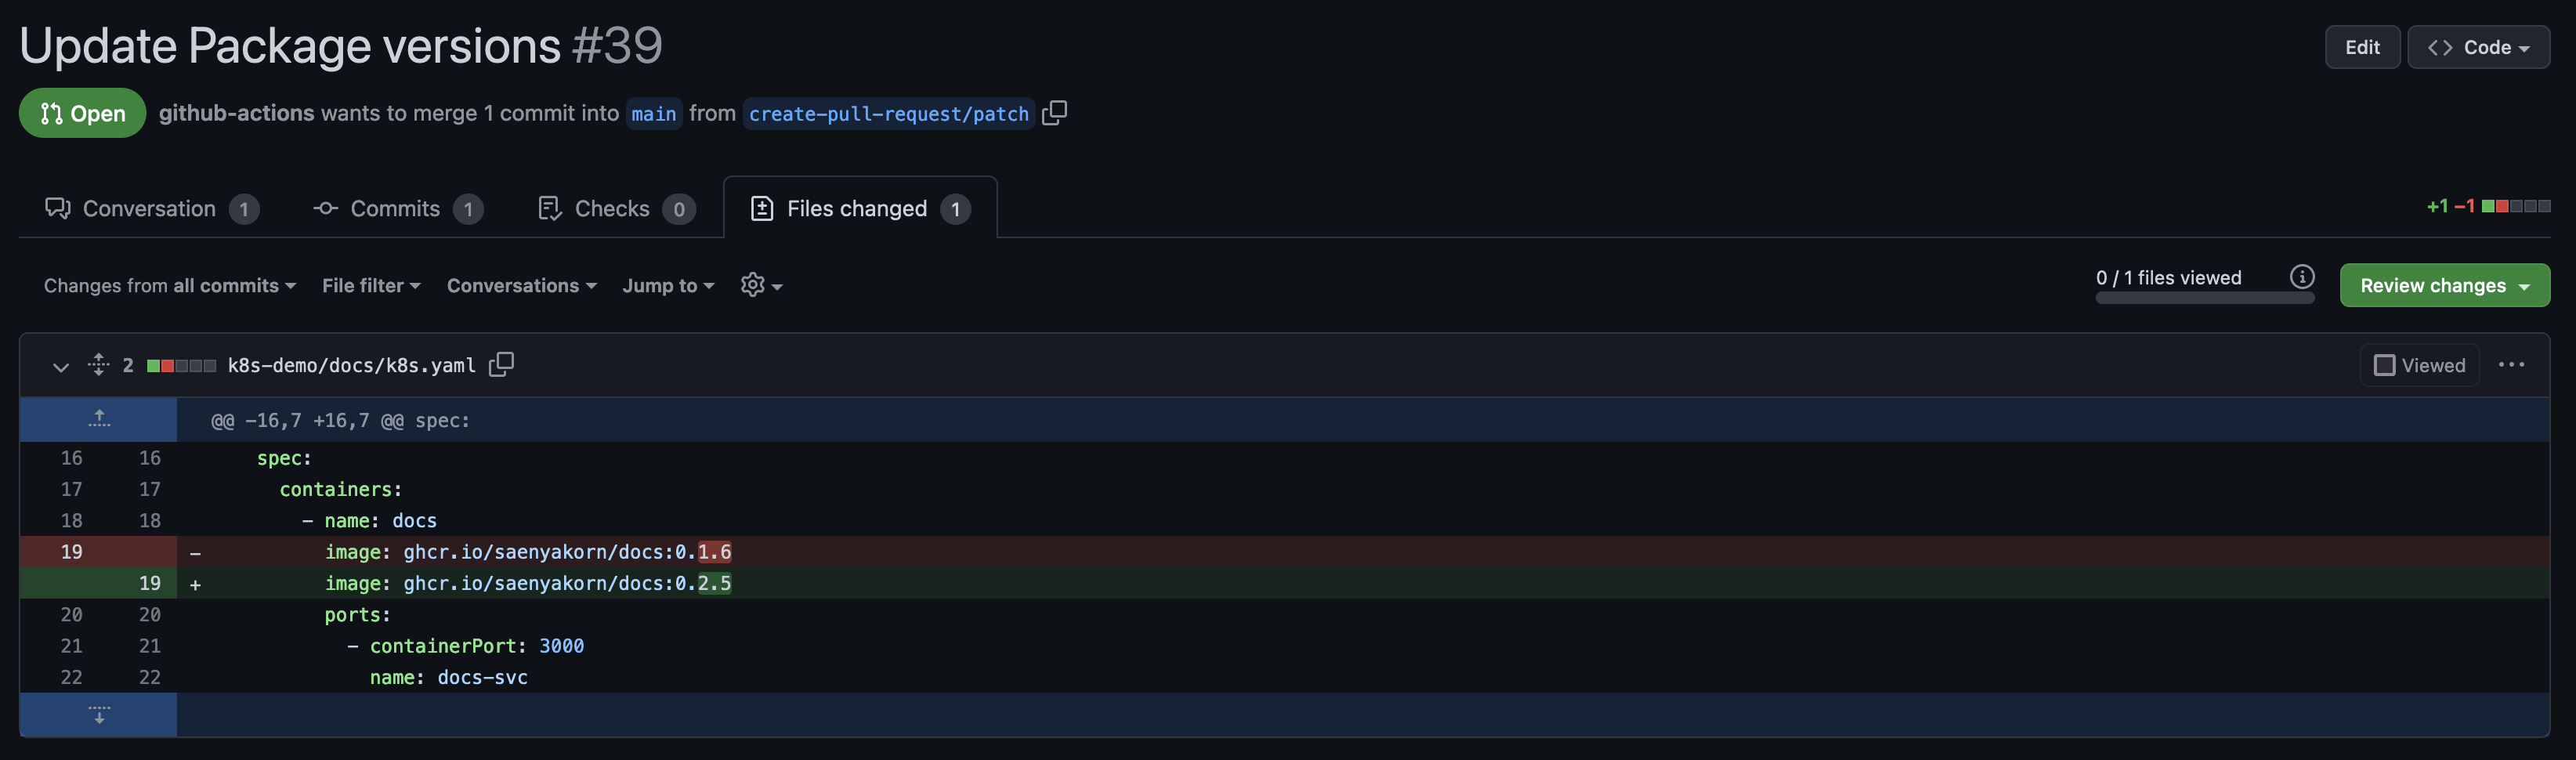 Update Package versions #39
Edit
Code
Open
github-actions wants to merge 1 commit into main from create-pull-request/patch
Conversation 1
Commits 1
Checks 0
Files changed 1
+1 −1
Changes from all commits
File filter
Conversations
Jump to
0 / 1 files viewed
Review changes
2 k8s-demo/docs/k8s.yaml
Viewed
@@ -16,7 +16,7 @@ spec:
16 16 spec:
17 17 containers:
18 18 - name: docs
19 - image: ghcr.io/saenyakorn/docs:0.1.6
19 + image: ghcr.io/saenyakorn/docs:0.2.5
20 20 ports:
21 21 - containerPort: 3000
22 22 name: docs-svc